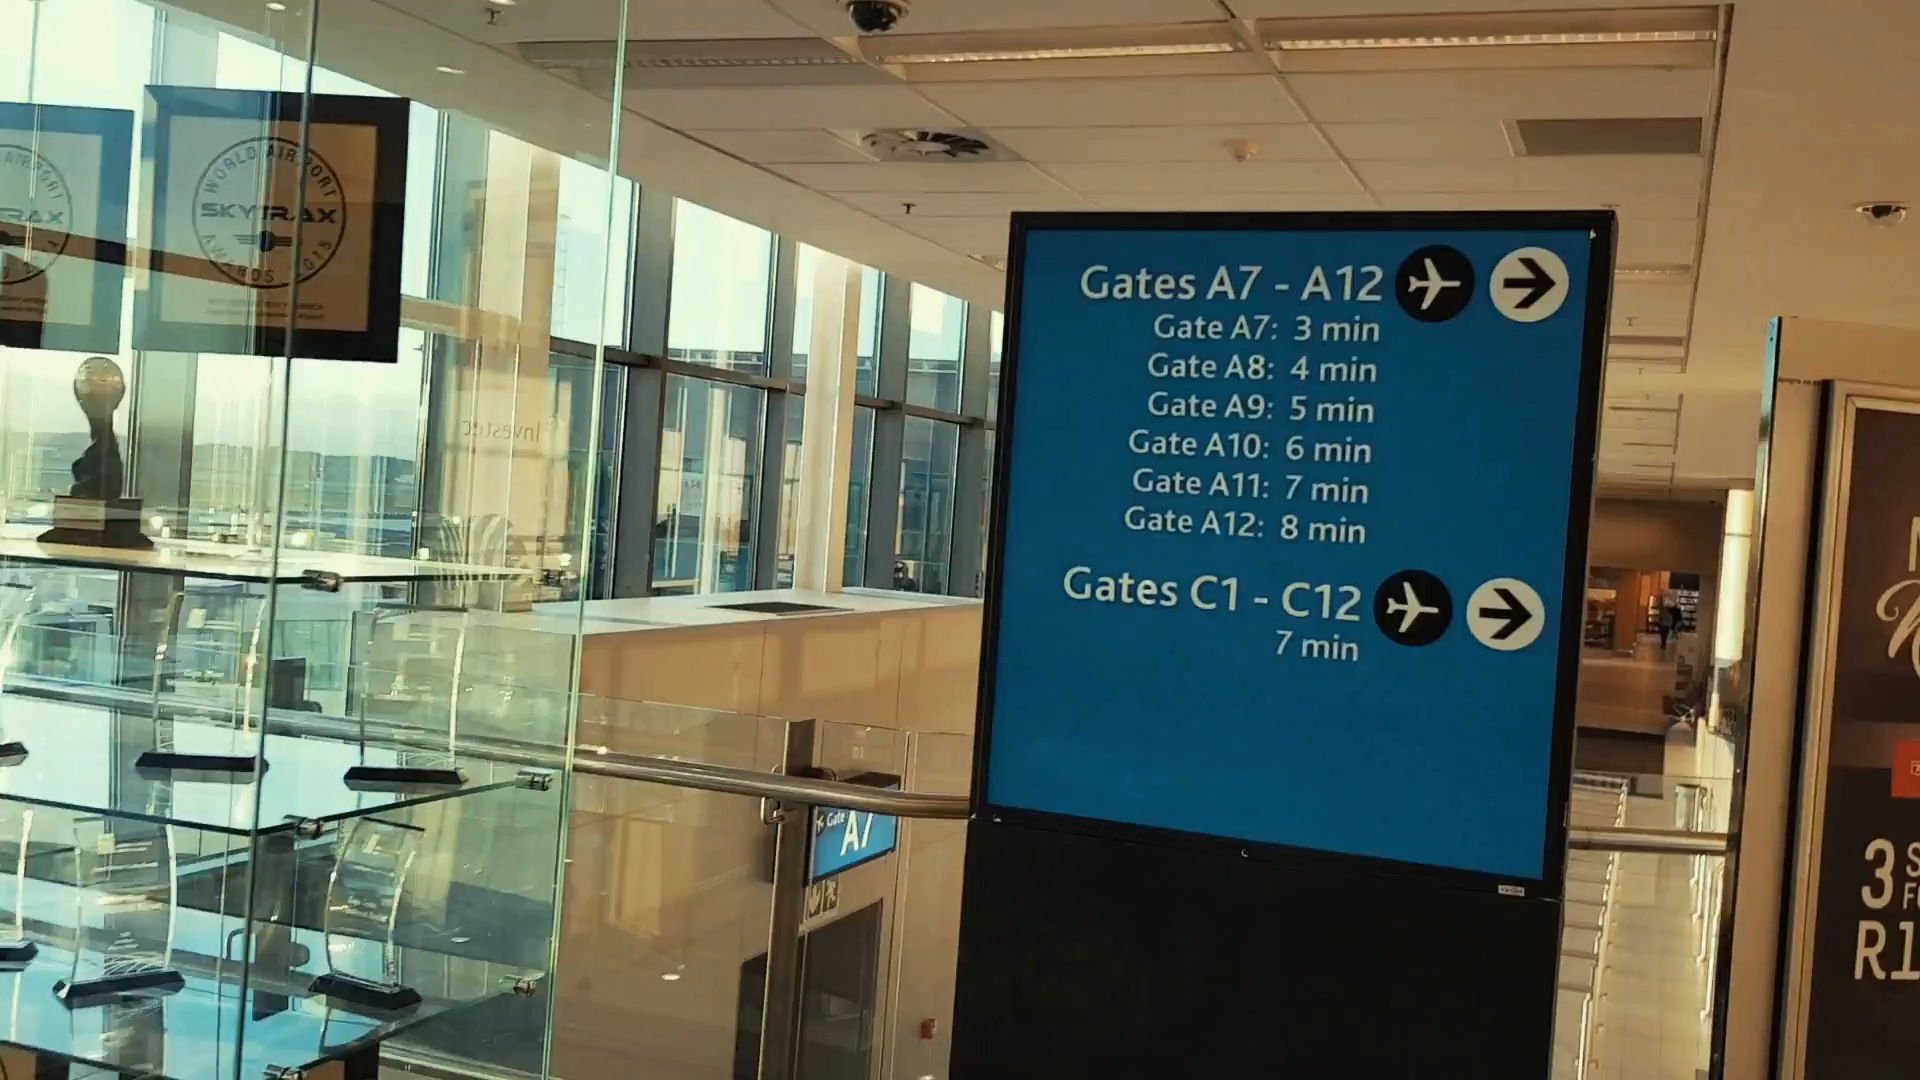 WORLD AIRPORT
SKYTRAX
AWARDS 2015
Investec
Gates A7 - A12
Gate A7: 3 min
Gate A8: 4 min
Gate A9: 5 min
Gate A10: 6 min
Gate A11: 7 min
Gate A12: 8 min
Gates C1 - C12
7 min
Gate
A7
3